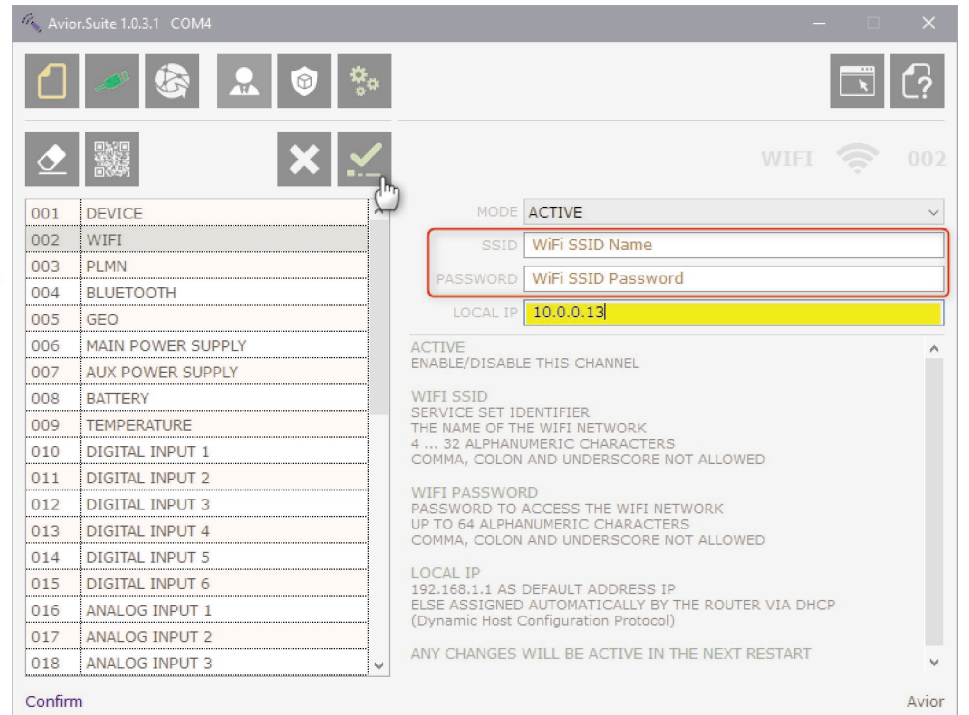 Avior.Suite 1.0.3.1 COM4
WIFI 002
001 DEVICE
002 WIFI
003 PLMN
004 BLUETOOTH
005 GEO
006 MAIN POWER SUPPLY
007 AUX POWER SUPPLY
008 BATTERY
009 TEMPERATURE
010 DIGITAL INPUT 1
011 DIGITAL INPUT 2
012 DIGITAL INPUT 3
013 DIGITAL INPUT 4
014 DIGITAL INPUT 5
015 DIGITAL INPUT 6
016 ANALOG INPUT 1
017 ANALOG INPUT 2
018 ANALOG INPUT 3
MODE ACTIVE
SSID WiFi SSID Name
PASSWORD WiFi SSID Password
LOCAL IP 10.0.0.13
ACTIVE
ENABLE/DISABLE THIS CHANNEL
WIFI SSID
SERVICE SET IDENTIFIER
THE NAME OF THE WIFI NETWORK
4 ... 32 ALPHANUMERIC CHARACTERS
COMMA, COLON AND UNDERSCORE NOT ALLOWED
WIFI PASSWORD
PASSWORD TO ACCESS THE WIFI NETWORK
UP TO 64 ALPHANUMERIC CHARACTERS
COMMA, COLON AND UNDERSCORE NOT ALLOWED
LOCAL IP
192.168.1.1 AS DEFAULT ADDRESS IP
ELSE ASSIGNED AUTOMATICALLY BY THE ROUTER VIA DHCP
(Dynamic Host Configuration Protocol)
ANY CHANGES WILL BE ACTIVE IN THE NEXT RESTART
Confirm
Avior